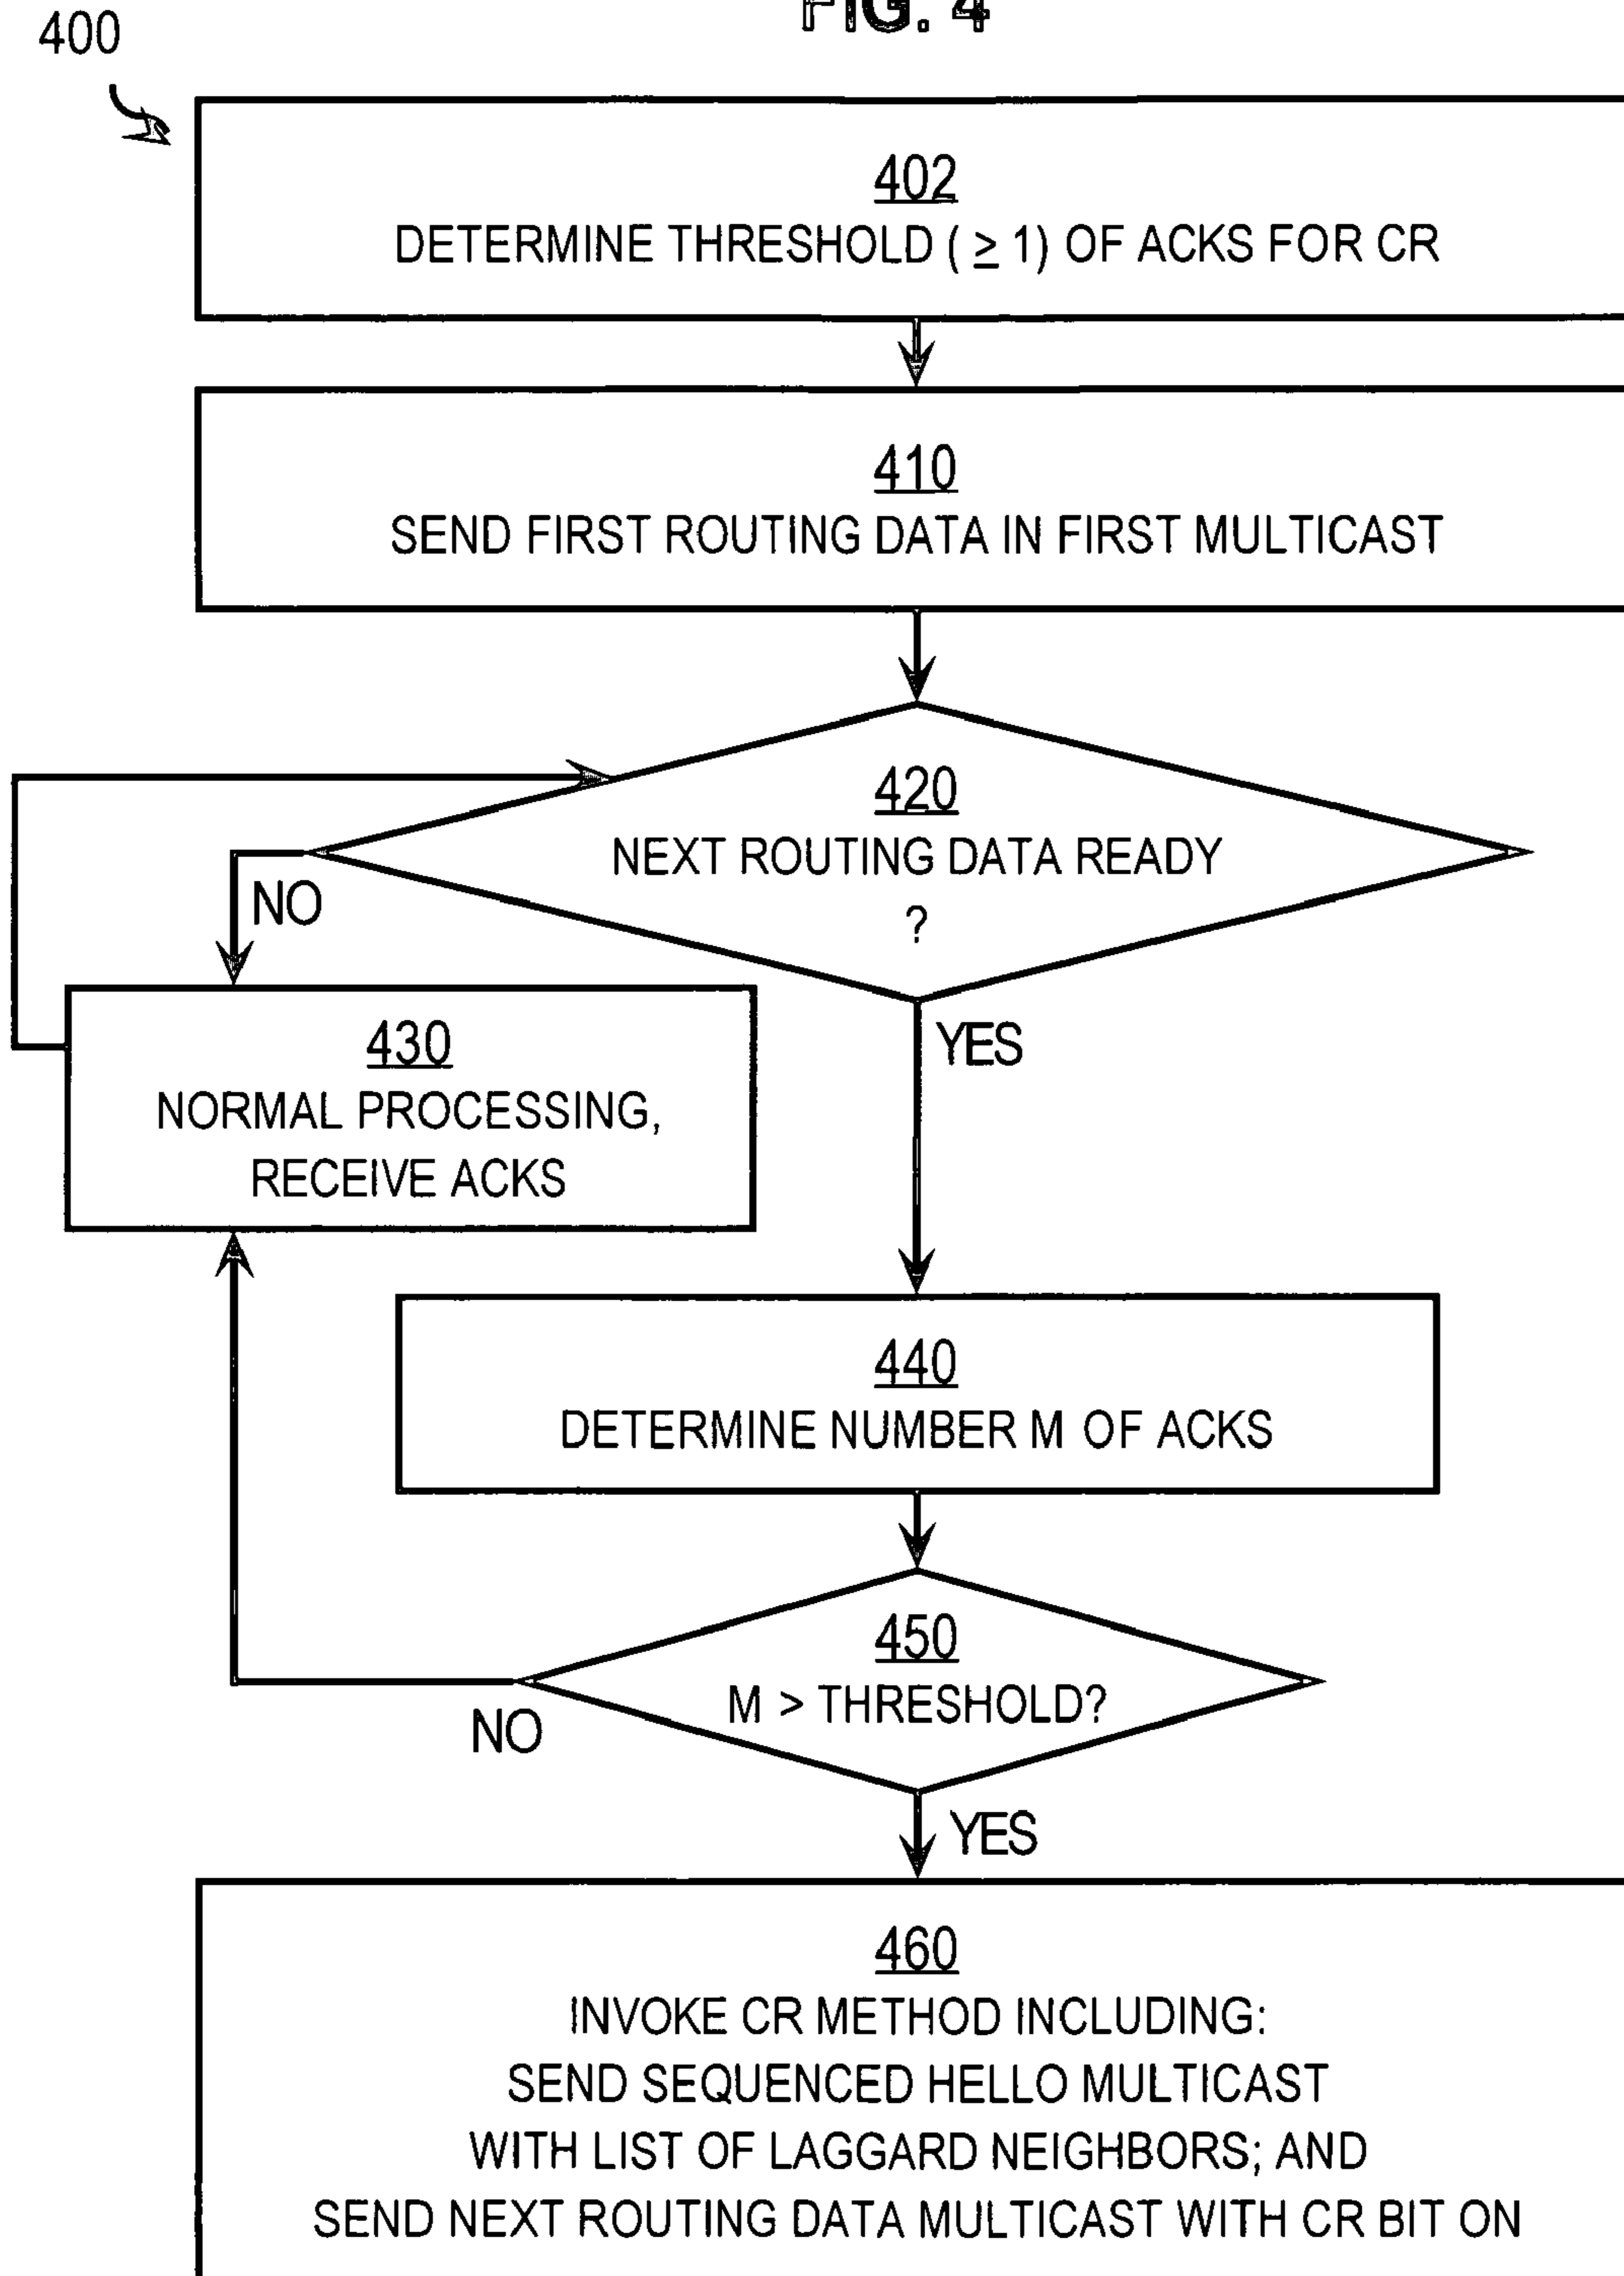 FIG. 4
400
402
DETERMINE THRESHOLD ( ≥ 1) OF ACKS FOR CR
410
SEND FIRST ROUTING DATA IN FIRST MULTICAST
420
NEXT ROUTING DATA READY
?
NO
YES
430
NORMAL PROCESSING,
RECEIVE ACKS
440
DETERMINE NUMBER M OF ACKS
450
M > THRESHOLD?
NO
YES
460
INVOKE CR METHOD INCLUDING:
SEND SEQUENCED HELLO MULTICAST
WITH LIST OF LAGGARD NEIGHBORS; AND
SEND NEXT ROUTING DATA MULTICAST WITH CR BIT ON